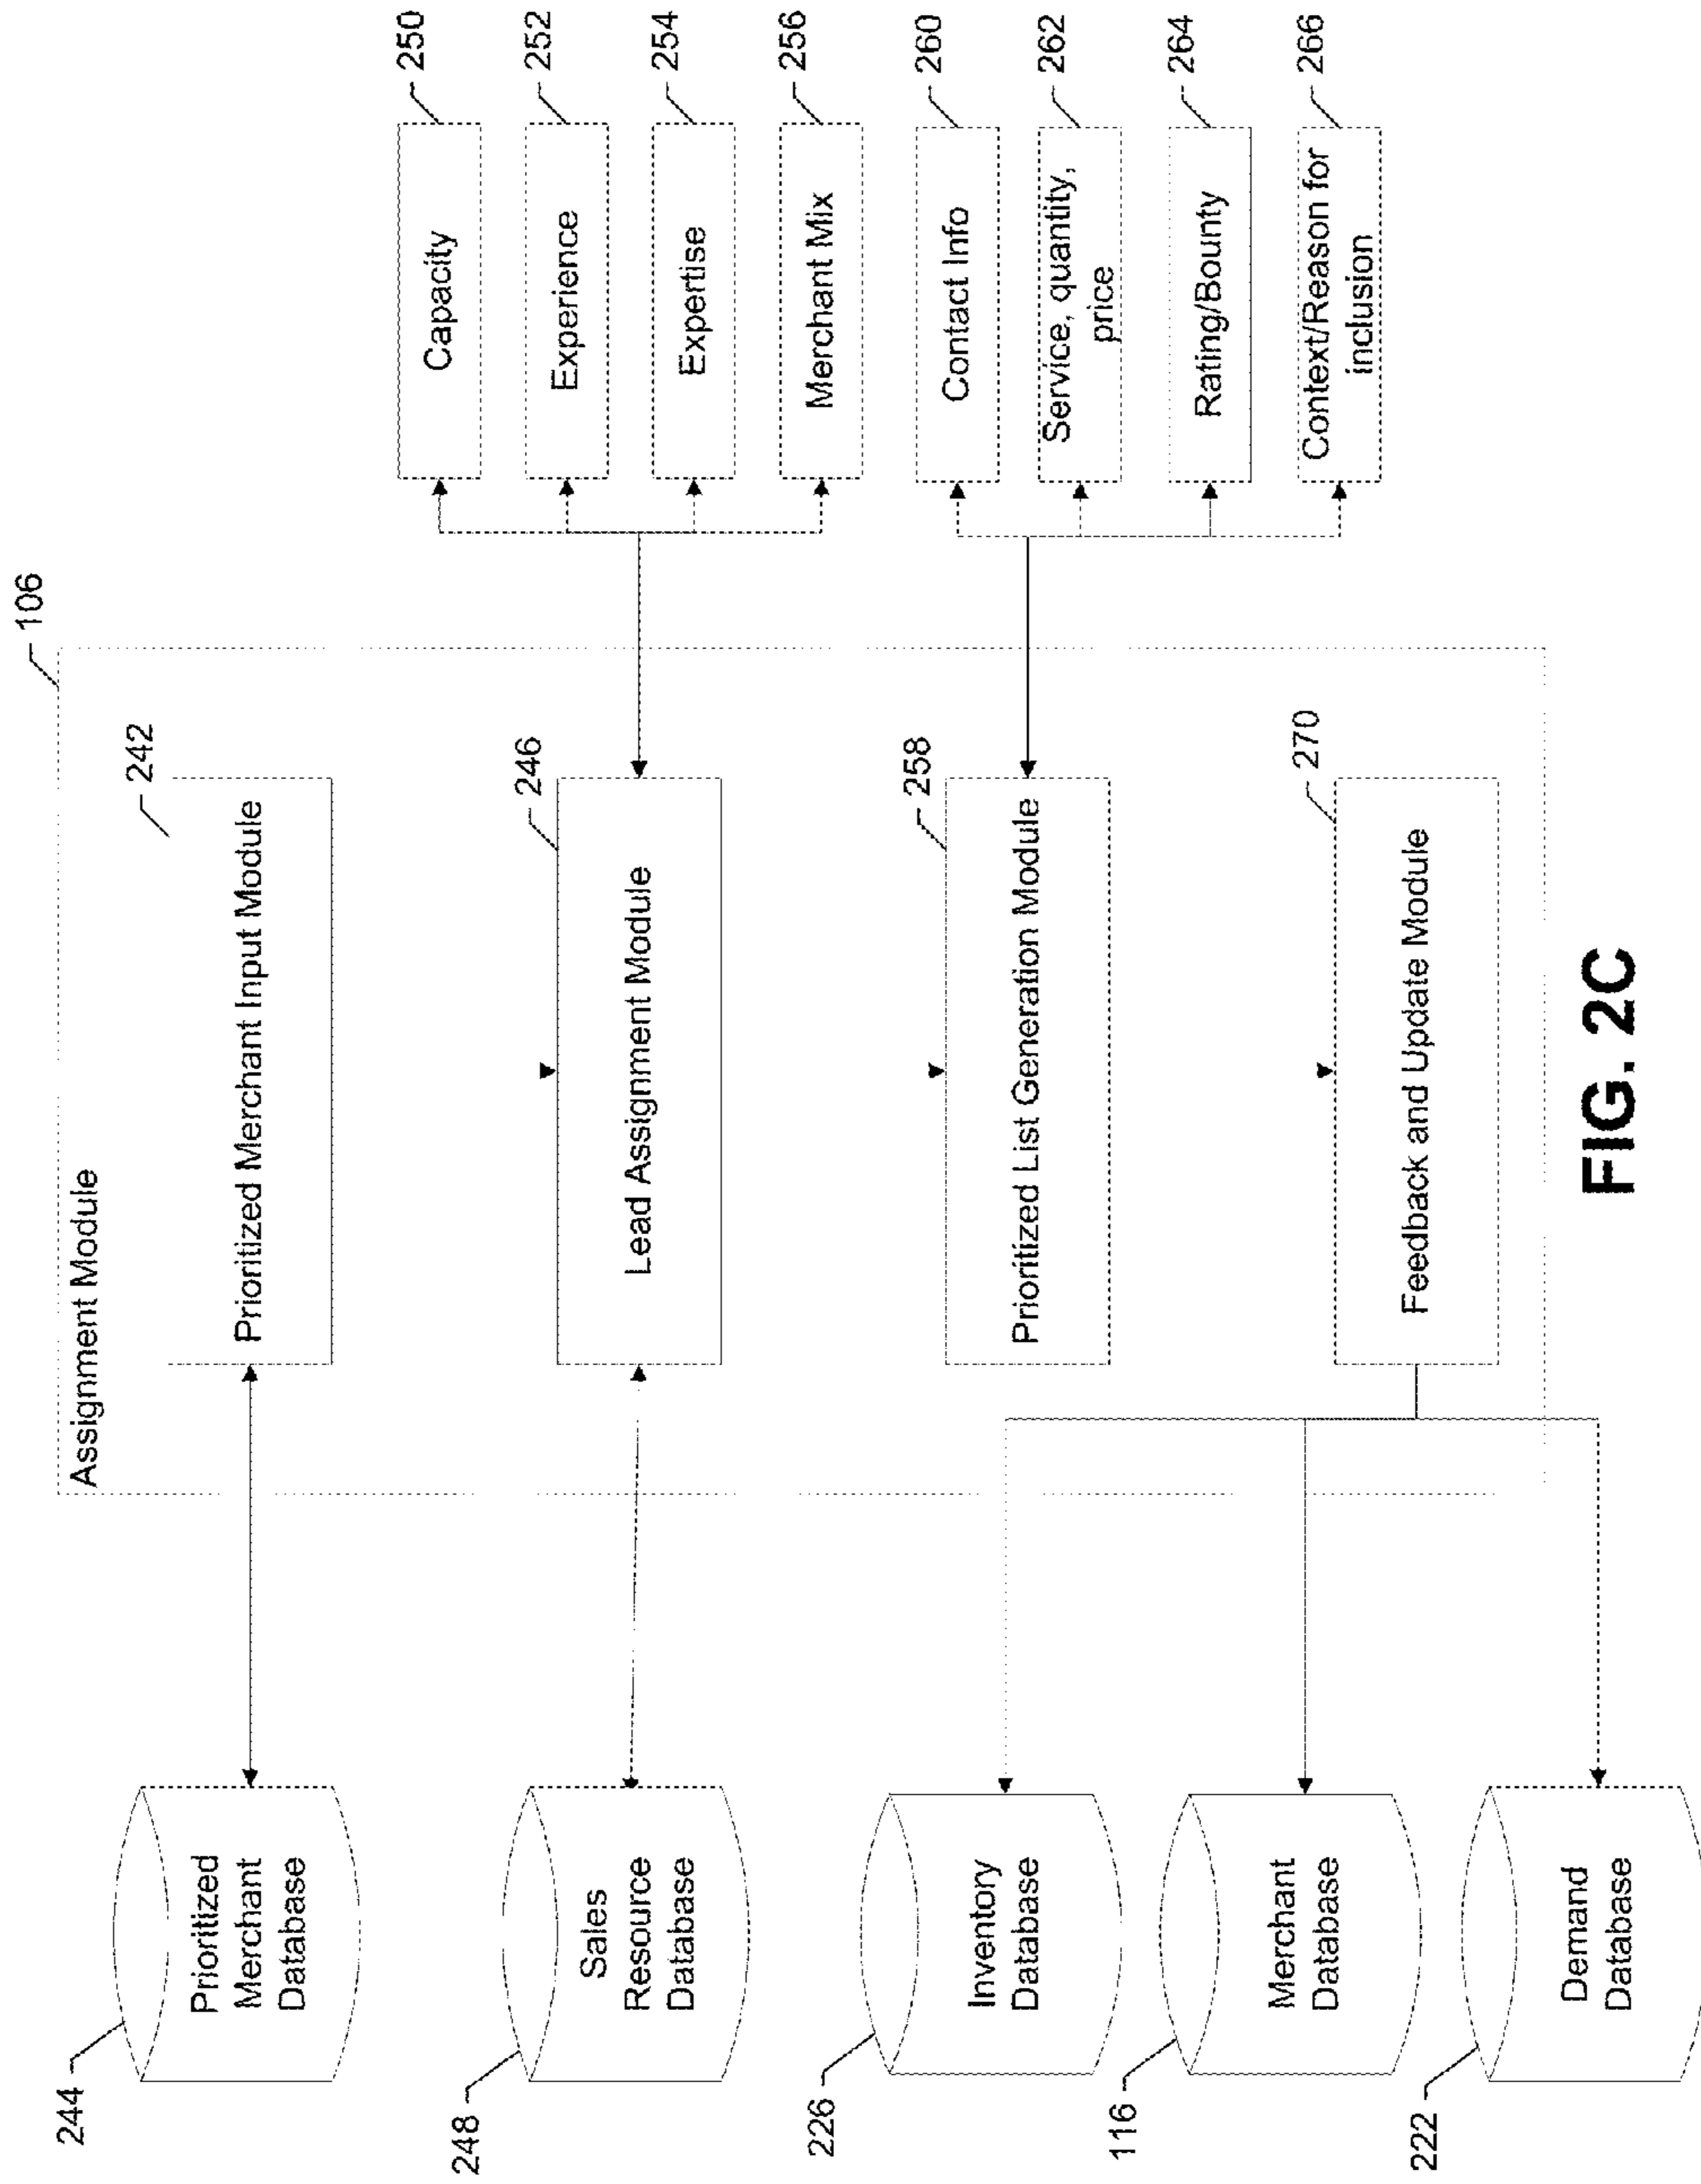 106
Assignment Module
244
Prioritized
Merchant
Database
242
Prioritized Merchant Input Module
250
Capacity
252
Experience
254
Expertise
256
Merchant Mix
248
Sales
Resource
Database
246
Lead Assignment Module
226
Inventory
Database
258
Prioritized List Generation Module
260
Contact Info
262
Service, quantity,
price
264
Rating/Bounty
266
Context/Reason for
inclusion
116
Merchant
Database
270
Feedback and Update Module
222
Demand
Database
FIG. 2C